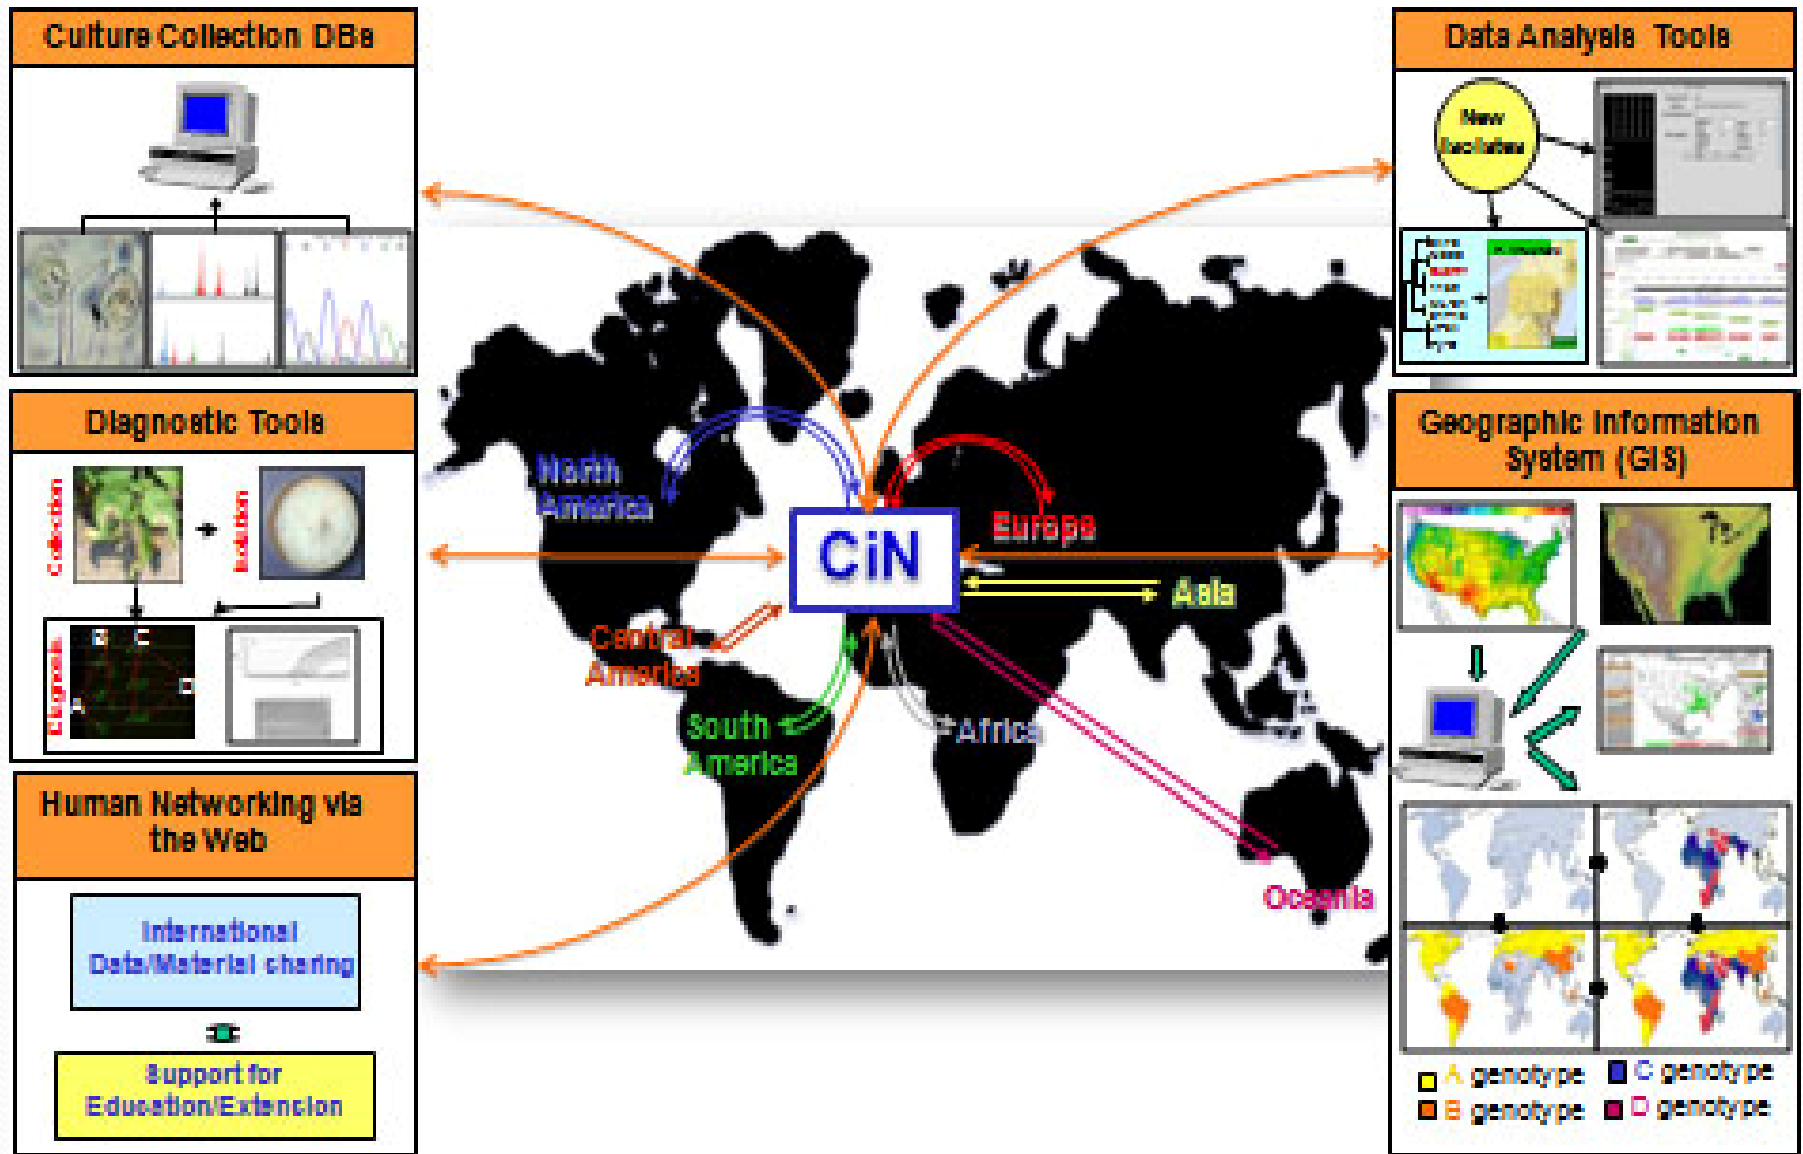 Culture Collection DBs
Diagnostic Tools
Collection
Isolation
Diagnosis
A
B
C
D
Human Networking via
the Web
International
Data/Material sharing
Support for
Education/Extension
North
America
Europe
CiN
Asia
Central
America
South
America
Africa
Oceania
Data Analysis Tools
New
Isolates
Geographic Information
System (GIS)
A genotype
C genotype
B genotype
D genotype